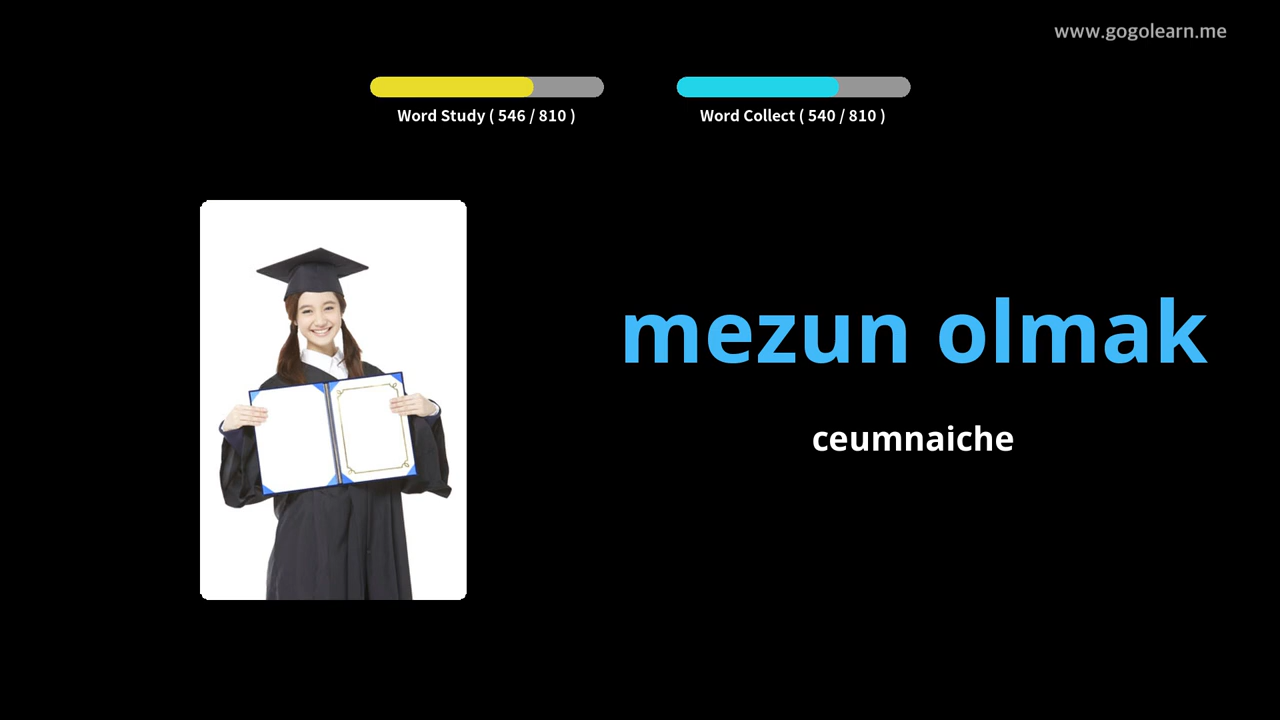 www.gogolearn.me
Word Study ( 546 / 810 )
Word Collect ( 540 / 810 )
mezun olmak
ceumnaiche